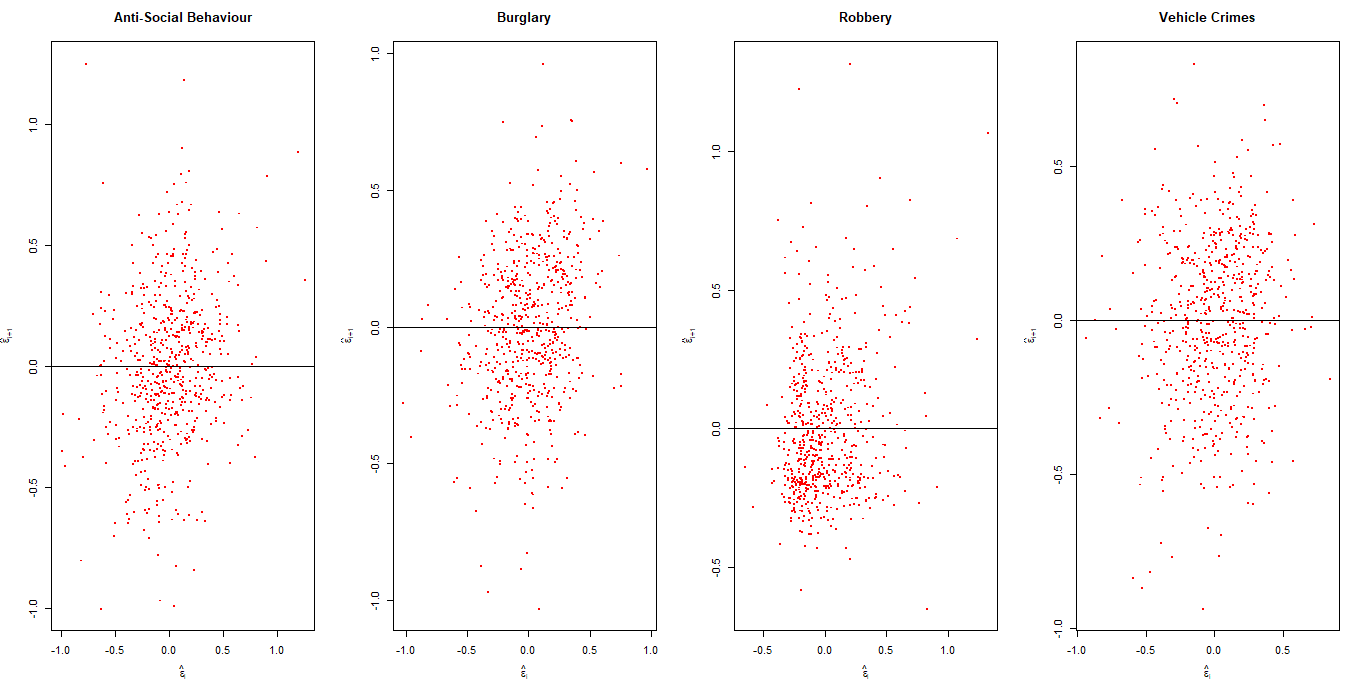 Anti-Social Behaviour
Burglary
Robbery
Vehicle Crimes
1.0
0.5
0.0
-0.5
-1.0
ε̂i+1
-1.0 -0.5 0.0 0.5 1.0
ε̂i
1.0
0.5
0.0
-0.5
-1.0
ε̂i+1
-1.0 -0.5 0.0 0.5 1.0
ε̂i
1.0
0.5
0.0
-0.5
ε̂i+1
-0.5 0.0 0.5 1.0
ε̂i
0.5
0.0
-0.5
-1.0
ε̂i+1
-1.0 -0.5 0.0 0.5
ε̂i